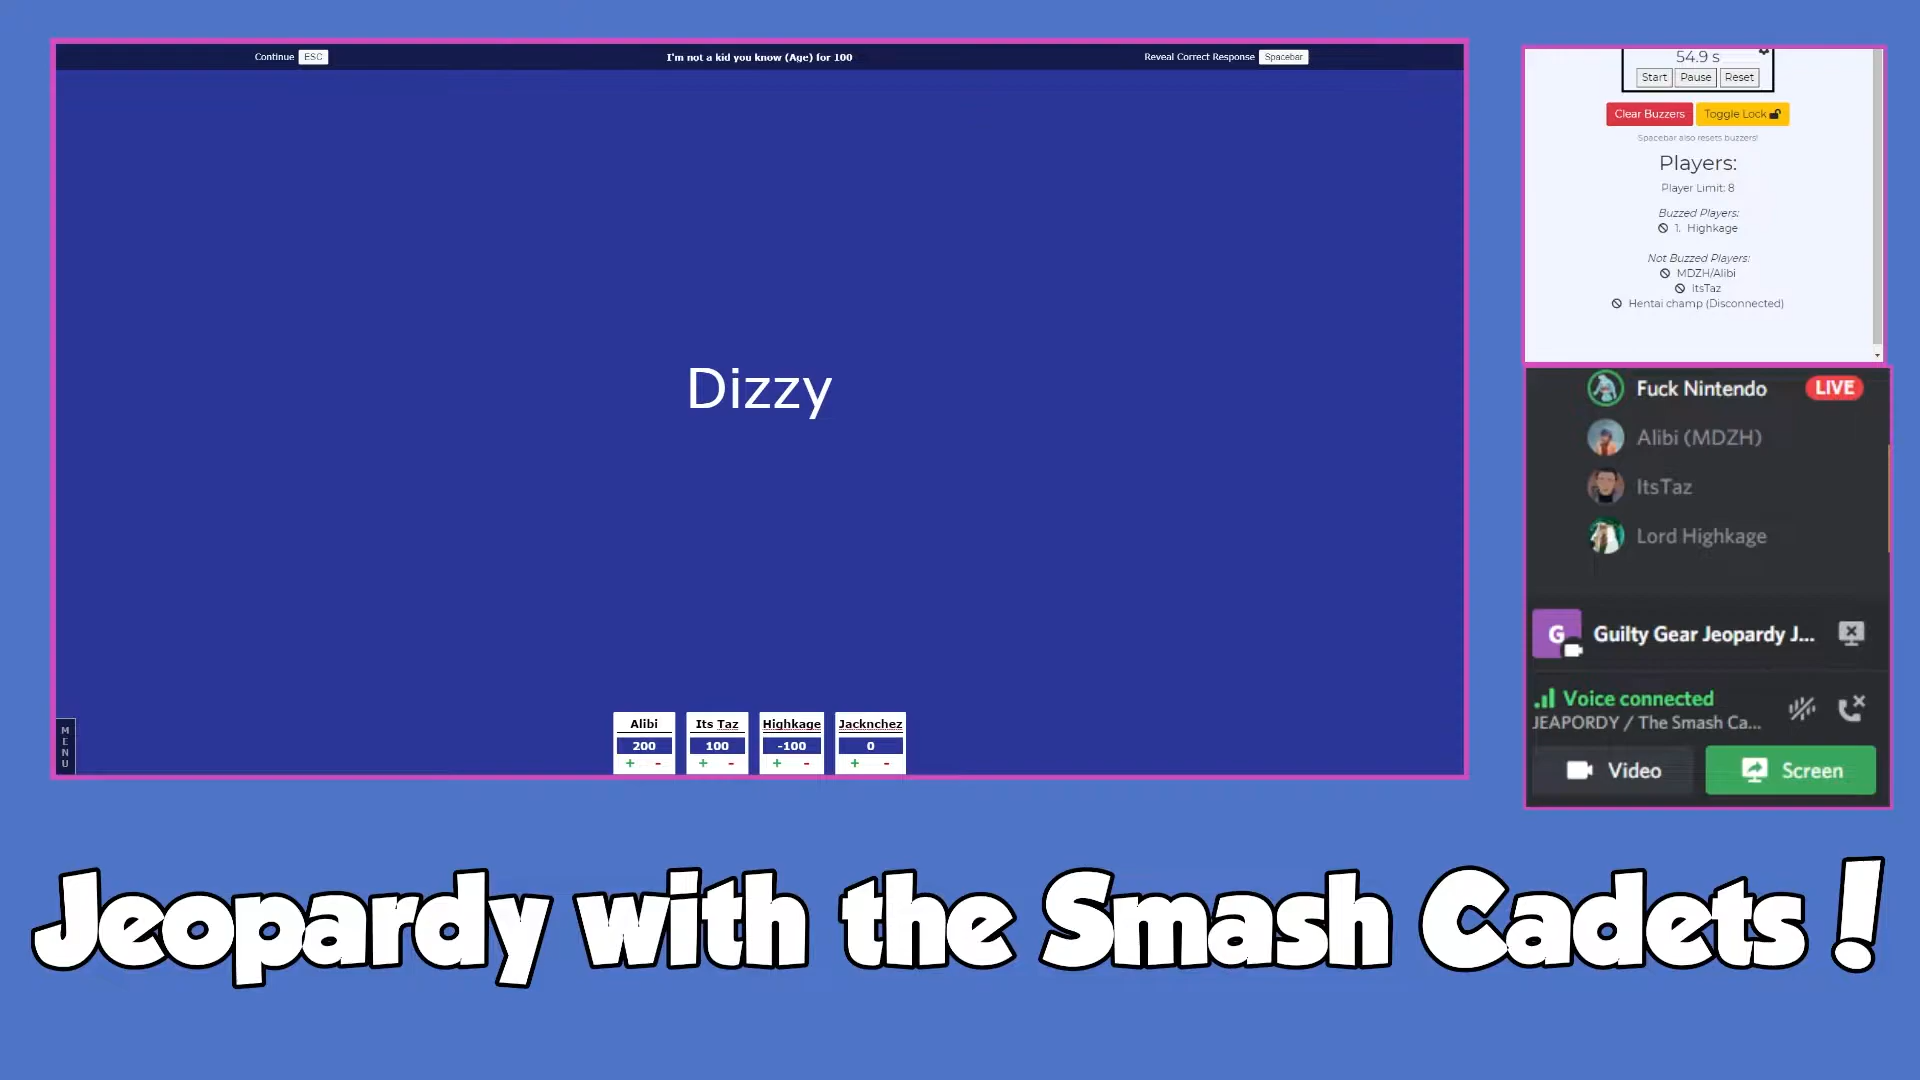 Continue ESC
I'm not a kid you know (Age) for 100
Reveal Correct Response Spacebar
Dizzy
MENU
Alibi
200
+ -
Its Taz
100
+ -
Highkage
-100
+ -
Jacknchez
0
+ -
54.9 s
Start Pause Reset
Clear Buzzers Toggle Lock
Spacebar also resets buzzers!
Players:
Player Limit: 8
Buzzed Players:
1. Highkage
Not Buzzed Players:
MDZH/Alibi
ItsTaz
Hentai champ (Disconnected)
Fuck Nintendo LIVE
Alibi (MDZH)
ItsTaz
Lord Highkage
G Guilty Gear Jeopardy J...
Voice connected
JEAPORDY / The Smash Ca...
Video Screen
Jeopardy with the Smash Cadets!